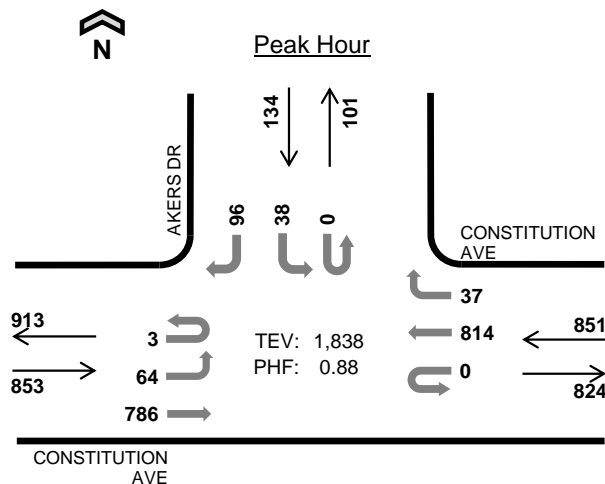 N
Peak Hour
134
101
AKERS DR
96
38
0
CONSTITUTION
AVE
37
913
3
TEV: 1,838
814
851
853
64
PHF: 0.88
0
824
786
CONSTITUTION
AVE